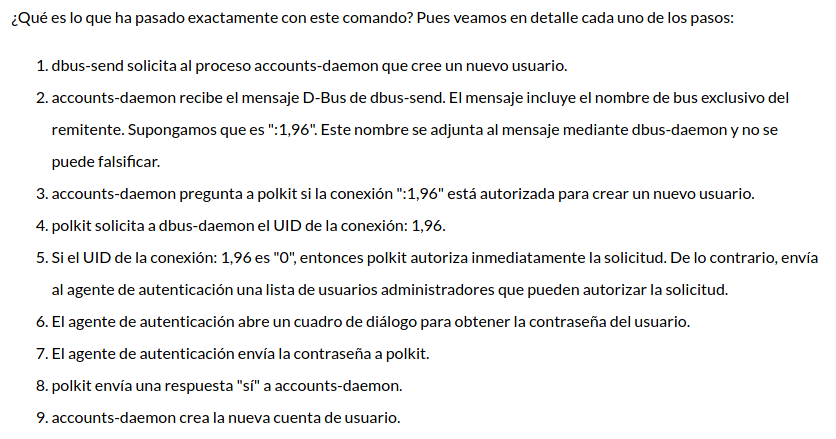 ¿Qué es lo que ha pasado exactamente con este comando? Pues veamos en detalle cada uno de los pasos:
1. dbus-send solicita al proceso accounts-daemon que cree un nuevo usuario.
2. accounts-daemon recibe el mensaje D-Bus de dbus-send. El mensaje incluye el nombre de bus exclusivo del
remitente. Supongamos que es ":1,96". Este nombre se adjunta al mensaje mediante dbus-daemon y no se
puede falsificar.
3. accounts-daemon pregunta a polkit si la conexión ":1,96" está autorizada para crear un nuevo usuario.
4. polkit solicita a dbus-daemon el UID de la conexión: 1,96.
5. Si el UID de la conexión: 1,96 es "0", entonces polkit autoriza inmediatamente la solicitud. De lo contrario, envía
al agente de autenticación una lista de usuarios administradores que pueden autorizar la solicitud.
6. El agente de autenticación abre un cuadro de diálogo para obtener la contraseña del usuario.
7. El agente de autenticación envía la contraseña a polkit.
8. polkit envía una respuesta "sí" a accounts-daemon.
9. accounts-daemon crea la nueva cuenta de usuario.